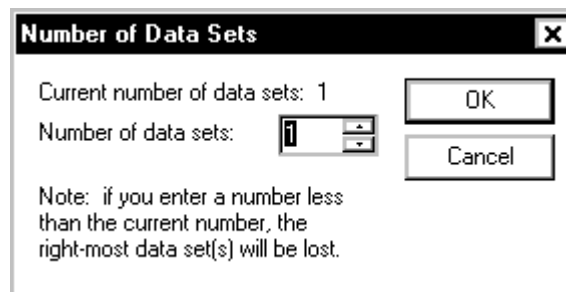 Number of Data Sets
Current number of data sets: 1
OK
Number of data sets: 1
Cancel
Note: if you enter a number less
than the current number, the
right-most data set(s) will be lost.